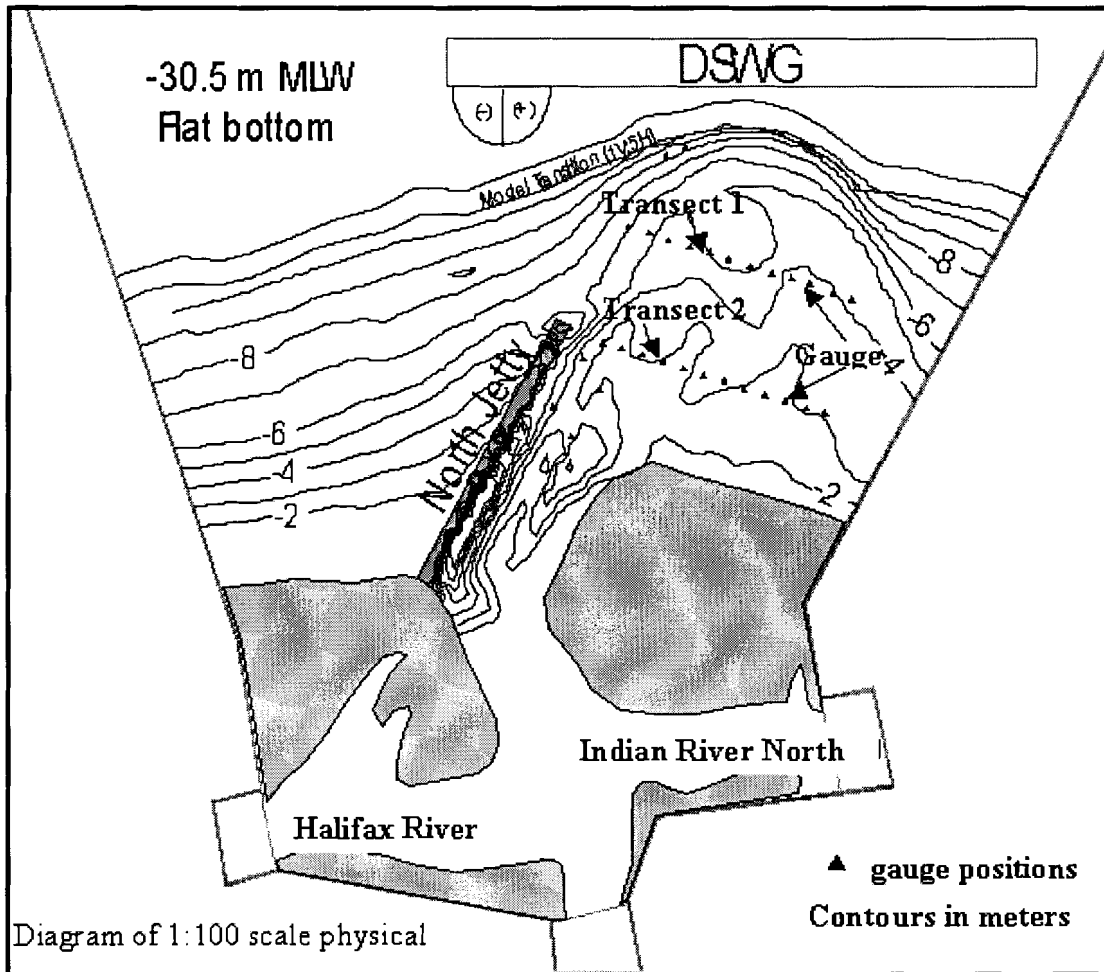 DSWG
-30.5 m MLW
Flat bottom
(-) (+)
Model Transition (1V:5H)
Transect 1
-8
-6
Transect 2
-4
Gauge
North Jetty
-8
-6
-4
-2
-2
Indian River North
Halifax River
gauge positions
Contours in meters
Diagram of 1:100 scale physical